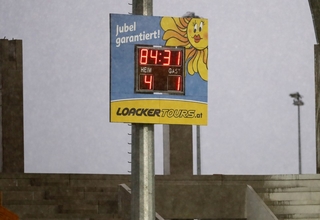 Jubel
garantiert!
84:31
HEIM GAST
4 1
LOACKERTOURS.at